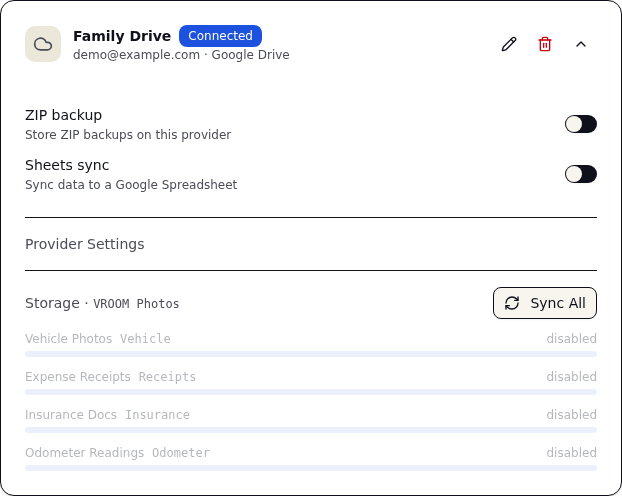 Family Drive Connected
demo@example.com · Google Drive
ZIP backup
Store ZIP backups on this provider
Sheets sync
Sync data to a Google Spreadsheet
Provider Settings
Storage · VROOM Photos Sync All
Vehicle Photos Vehicle disabled
Expense Receipts Receipts disabled
Insurance Docs Insurance disabled
Odometer Readings Odometer disabled